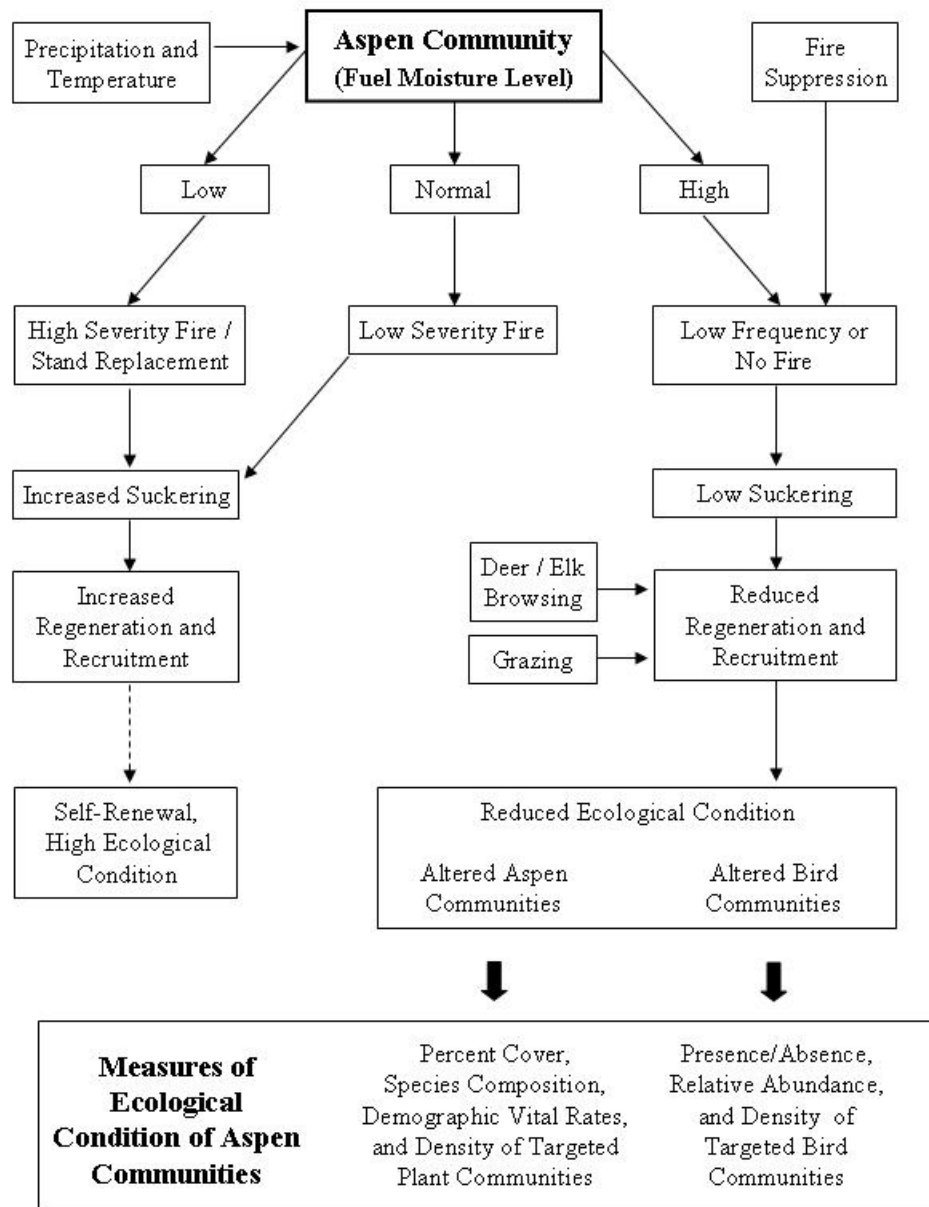 Precipitation and
Temperature
Aspen Community
(Fuel Moisture Level)
Fire
Suppression
Low
Normal
High
High Severity Fire /
Stand Replacement
Low Severity Fire
Low Frequency or
No Fire
Increased Suckering
Low Suckering
Increased
Regeneration and
Recruitment
Deer / Elk
Browsing
Grazing
Reduced
Regeneration and
Recruitment
Self-Renewal,
High Ecological
Condition
Reduced Ecological Condition
Altered Aspen
Communities
Altered Bird
Communities
Measures of
Ecological
Condition of Aspen
Communities
Percent Cover,
Species Composition,
Demographic Vital Rates,
and Density of Targeted
Plant Communities
Presence/Absence,
Relative Abundance,
and Density of
Targeted Bird
Communities